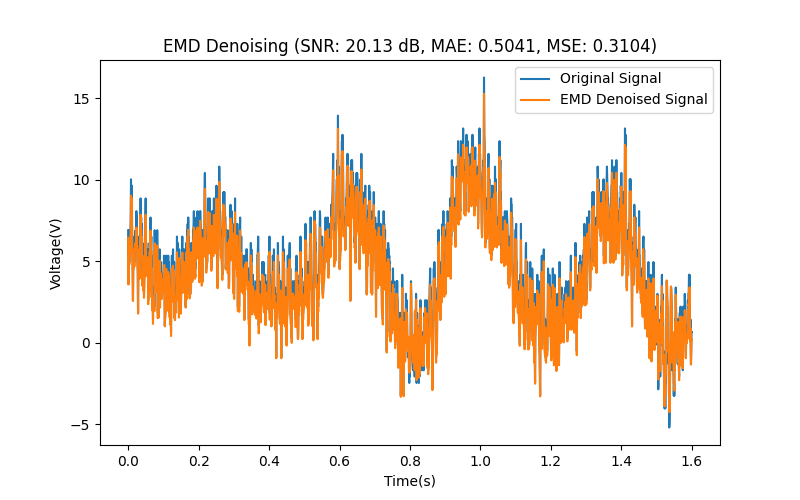 EMD Denoising (SNR: 20.13 dB, MAE: 0.5041, MSE: 0.3104)
Original Signal
EMD Denoised Signal
15
10
5
0
−5
Voltage(V)
0.0 0.2 0.4 0.6 0.8 1.0 1.2 1.4 1.6
Time(s)